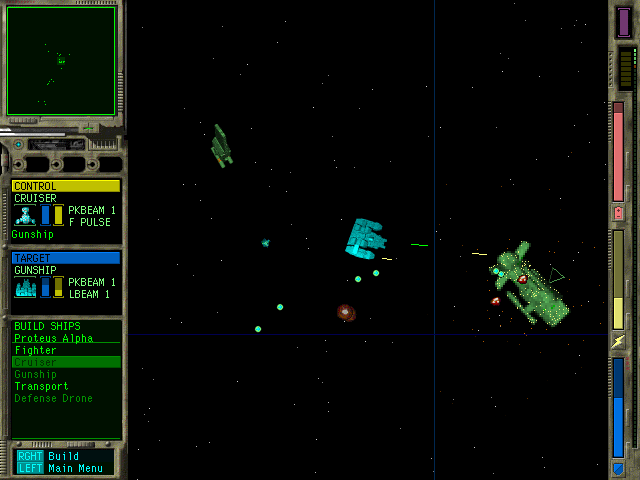 CONTROL
CRUISER
PKBEAM 1
F PULSE
Gunship
TARGET
GUNSHIP
PKBEAM 1
LBEAM 1
BUILD SHIPS
Proteus Alpha
Fighter
Cruiser
Gunship
Transport
Defense Drone
RGHT Build
LEFT Main Menu